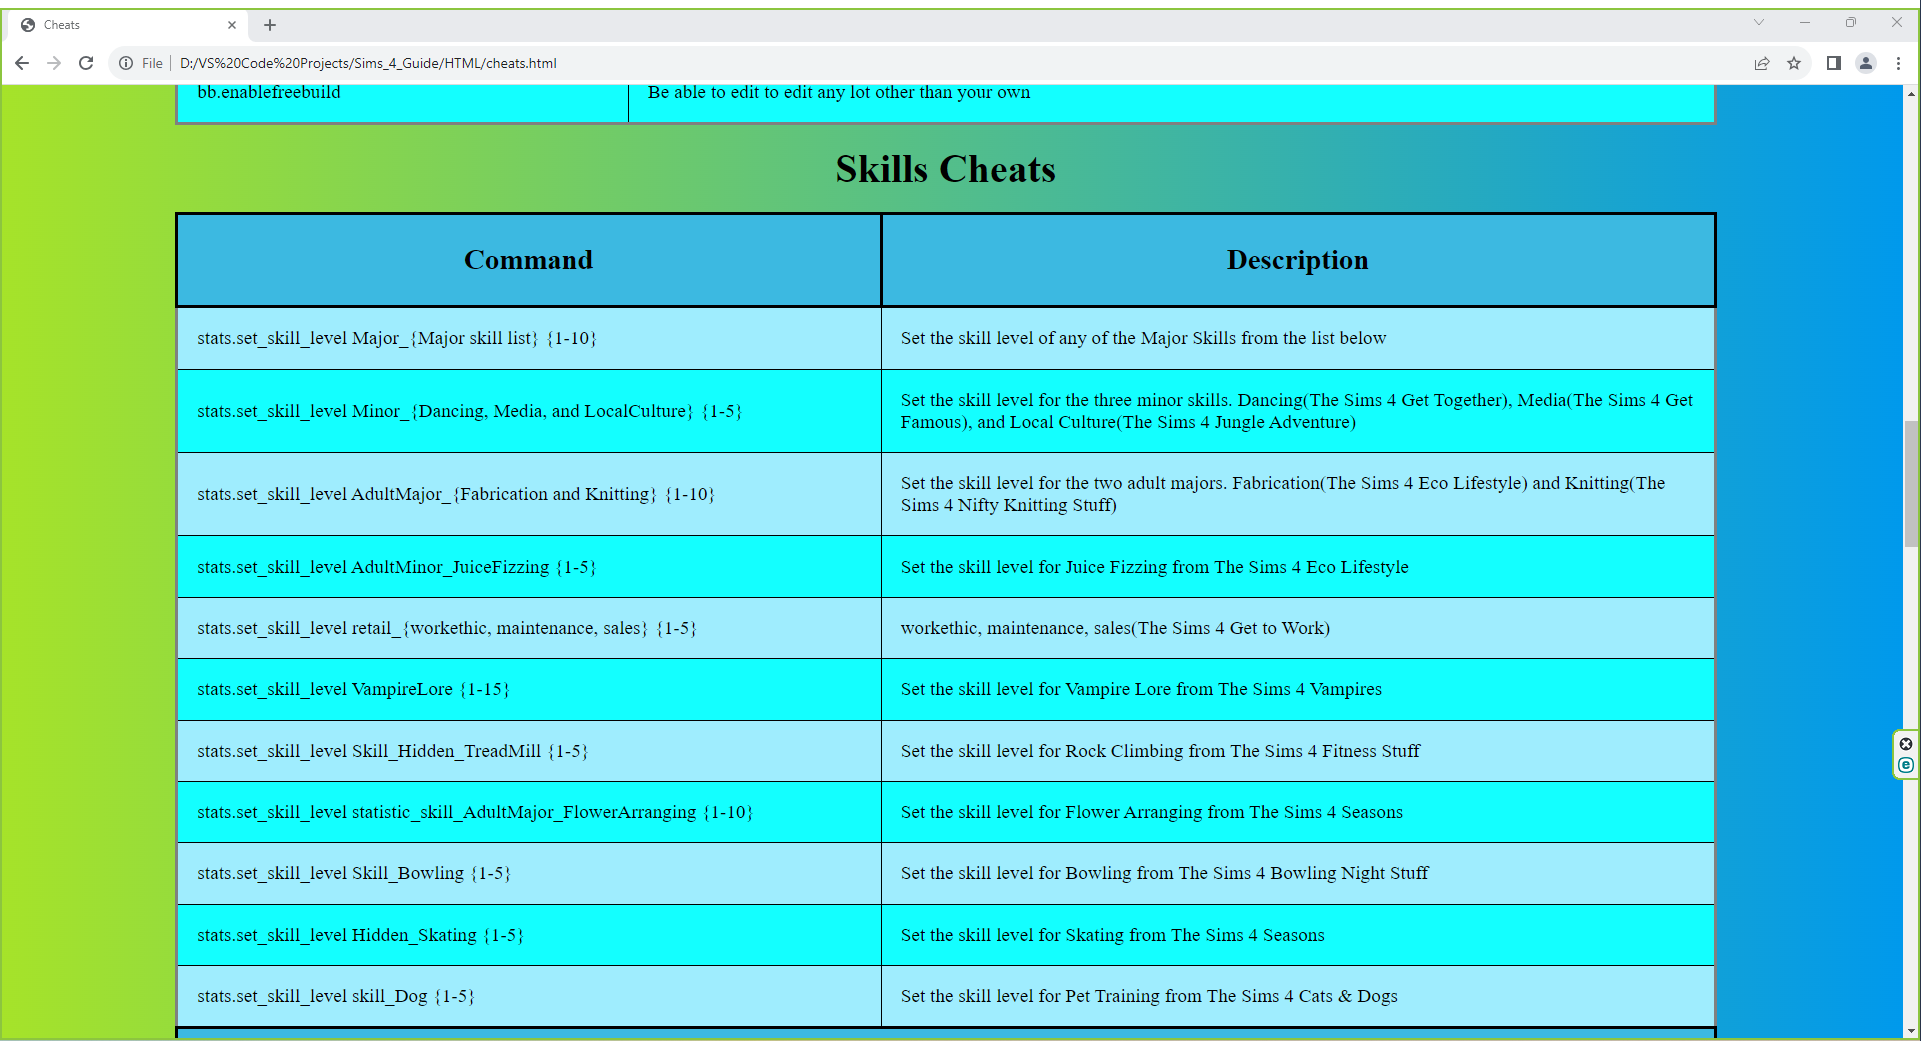 Cheats
File
D:/VS%20Code%20Projects/Sims_4_Guide/HTML/cheats.html
bb.enablefreebuild
Be able to edit to edit any lot other than your own
Skills Cheats
Command
Description
stats.set_skill_level Major_{Major skill list} {1-10}
Set the skill level of any of the Major Skills from the list below
stats.set_skill_level Minor_{Dancing, Media, and LocalCulture} {1-5}
Set the skill level for the three minor skills. Dancing(The Sims 4 Get Together), Media(The Sims 4 Get
Famous), and Local Culture(The Sims 4 Jungle Adventure)
stats.set_skill_level AdultMajor_{Fabrication and Knitting} {1-10}
Set the skill level for the two adult majors. Fabrication(The Sims 4 Eco Lifestyle) and Knitting(The
Sims 4 Nifty Knitting Stuff)
stats.set_skill_level AdultMinor_JuiceFizzing {1-5}
Set the skill level for Juice Fizzing from The Sims 4 Eco Lifestyle
stats.set_skill_level retail_{workethic, maintenance, sales} {1-5}
workethic, maintenance, sales(The Sims 4 Get to Work)
stats.set_skill_level VampireLore {1-15}
Set the skill level for Vampire Lore from The Sims 4 Vampires
stats.set_skill_level Skill_Hidden_TreadMill {1-5}
Set the skill level for Rock Climbing from The Sims 4 Fitness Stuff
stats.set_skill_level statistic_skill_AdultMajor_FlowerArranging {1-10}
Set the skill level for Flower Arranging from The Sims 4 Seasons
stats.set_skill_level Skill_Bowling {1-5}
Set the skill level for Bowling from The Sims 4 Bowling Night Stuff
stats.set_skill_level Hidden_Skating {1-5}
Set the skill level for Skating from The Sims 4 Seasons
stats.set_skill_level skill_Dog {1-5}
Set the skill level for Pet Training from The Sims 4 Cats & Dogs